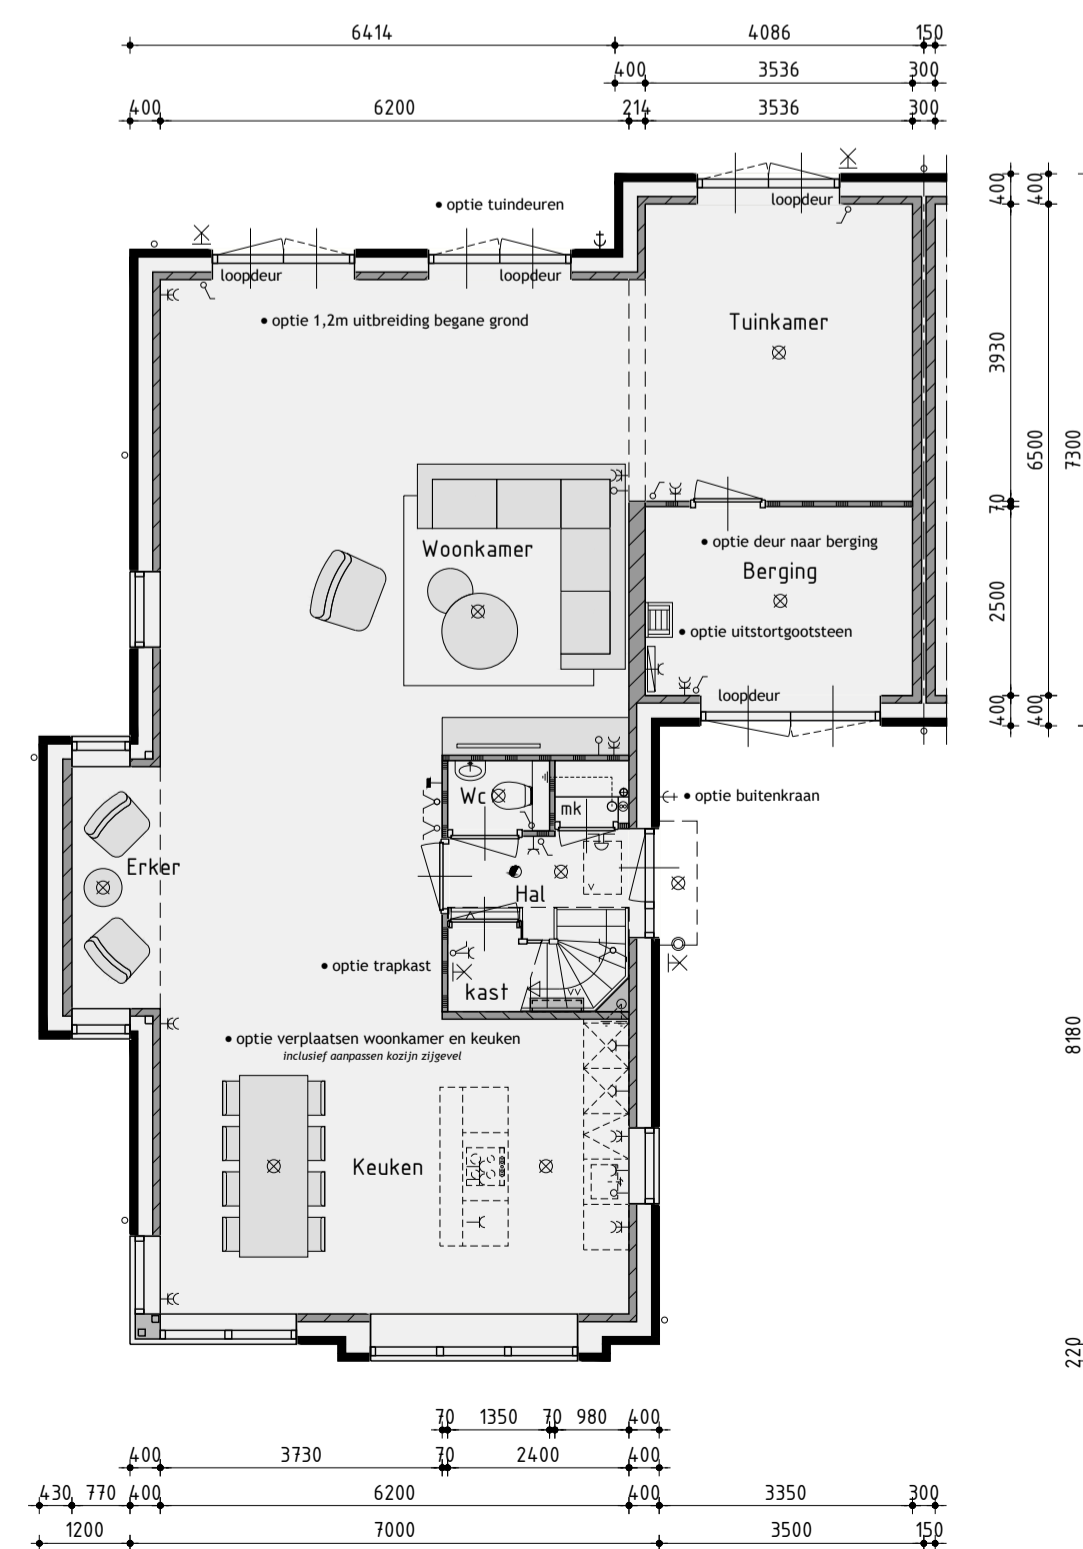 6414 4086 150
400 3536 300
400 6200 214 3536 300
• optie tuindeuren
loopdeur
loopdeur loopdeur
• optie 1,2m uitbreiding begane grond
Tuinkamer
400 400
3930
6500 7300
70
2500
400 400
Woonkamer
• optie deur naar berging
Berging
• optie uitstortgootsteen
loopdeur
Wc
mk
• optie buitenkraan
Erker
Hal
• optie trapkast
kast
• optie verplaatsen woonkamer en keuken
inclusief aanpassen kozijn zijgevel
8180
Keuken
220
70 1350 70 980 400
400 3730 70 2400 400
430 770 400 6200 400 3350 300
1200 7000 3500 150